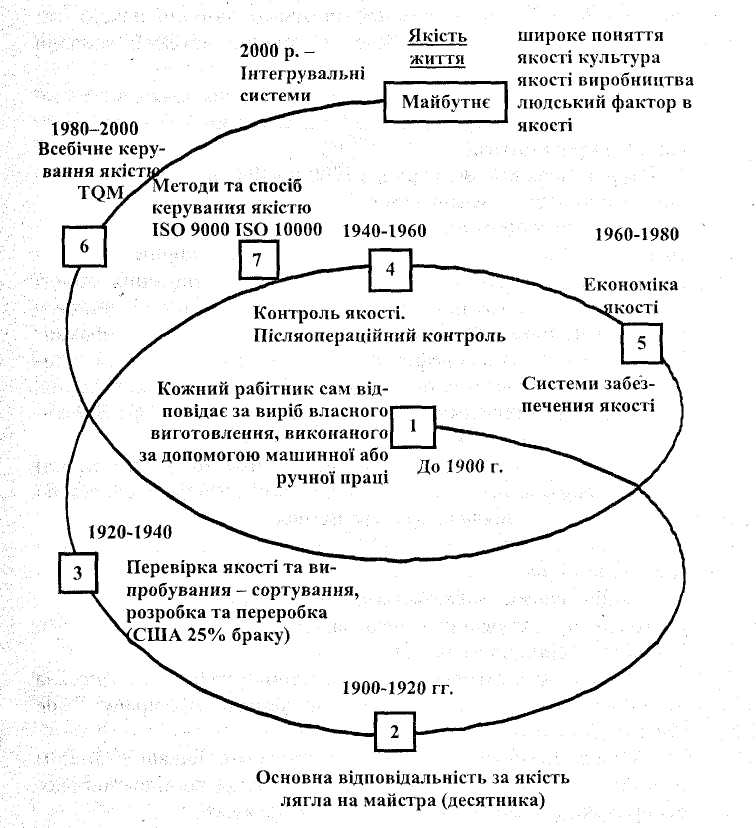 Якість
життя
широке поняття
якості культура
якості виробництва
людський фактор в
якості
2000 р. –
Інтегрувальні
системи
Майбутнє
1980–2000
Всебічне керу-
вання якістю
TQM
6
Методи та спосіб
керування якістю
ISO 9000 ISO 10000
7
1940-1960
4
Контроль якості.
Післяопераційний контроль
1960-1980
Економіка
якості
5
Системи забез-
печення якості
Кожний рабітник сам від-
повідає за виріб власного
виготовлення, виконаного
за допомогою машинної або
ручної праці
1
До 1900 г.
1920-1940
3
Перевірка якості та ви-
пробування – сортування,
розробка та переробка
(США 25% браку)
1900-1920 гг.
2
Основна відповідальність за якість
лягла на майстра (десятника)